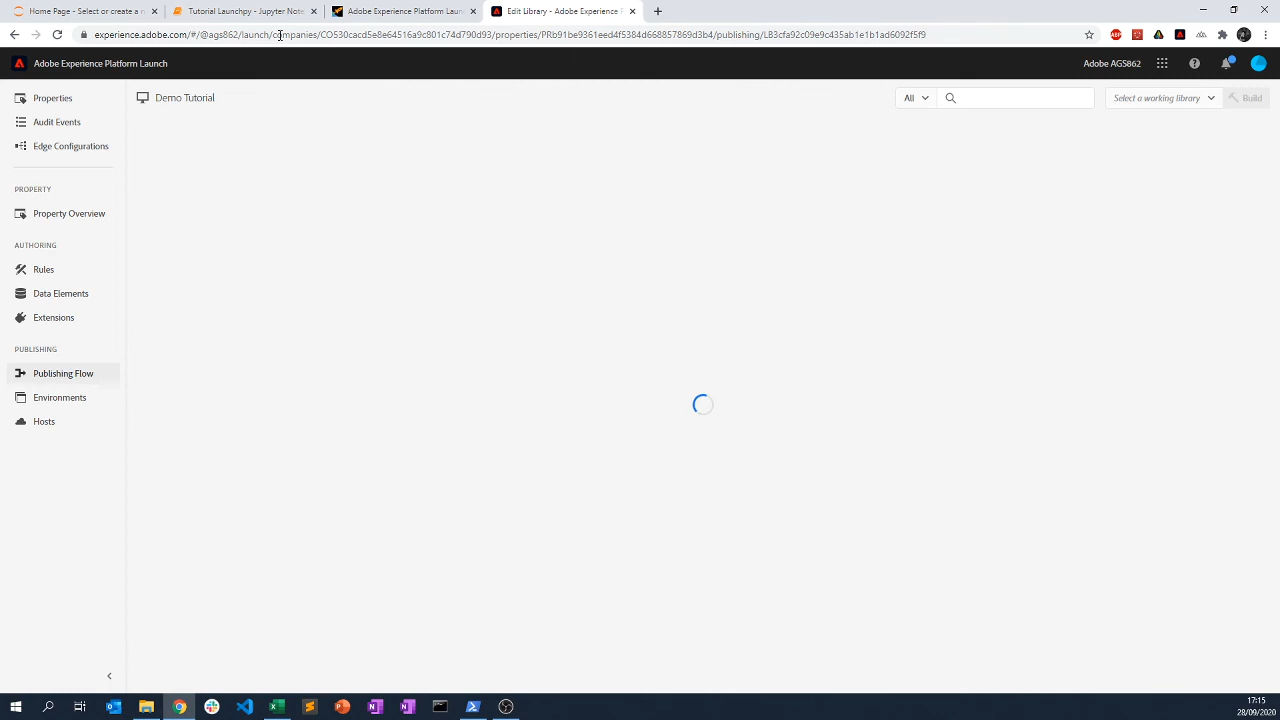 Home Page - Select or create a n
Tutorial Launchpy - Jupyter Note
Adobe Experience Platform Laun
Edit Library - Adobe Experience P
experience.adobe.com/#/@ags862/launch/companies/CO530cacd5e8e64516a9c801c74d790d93/properties/PRb91be9361eed4f5384d668857869d3b4/publishing/LB3cfa92c09e9c435ab1e1b1ad6092f5f9
Adobe Experience Platform Launch
Adobe AGS862
Properties
Demo Tutorial
All
Select a working library
Build
Audit Events
Edge Configurations
PROPERTY
Property Overview
AUTHORING
Rules
Data Elements
Extensions
PUBLISHING
Publishing Flow
Environments
Hosts
17:15
28/09/2020